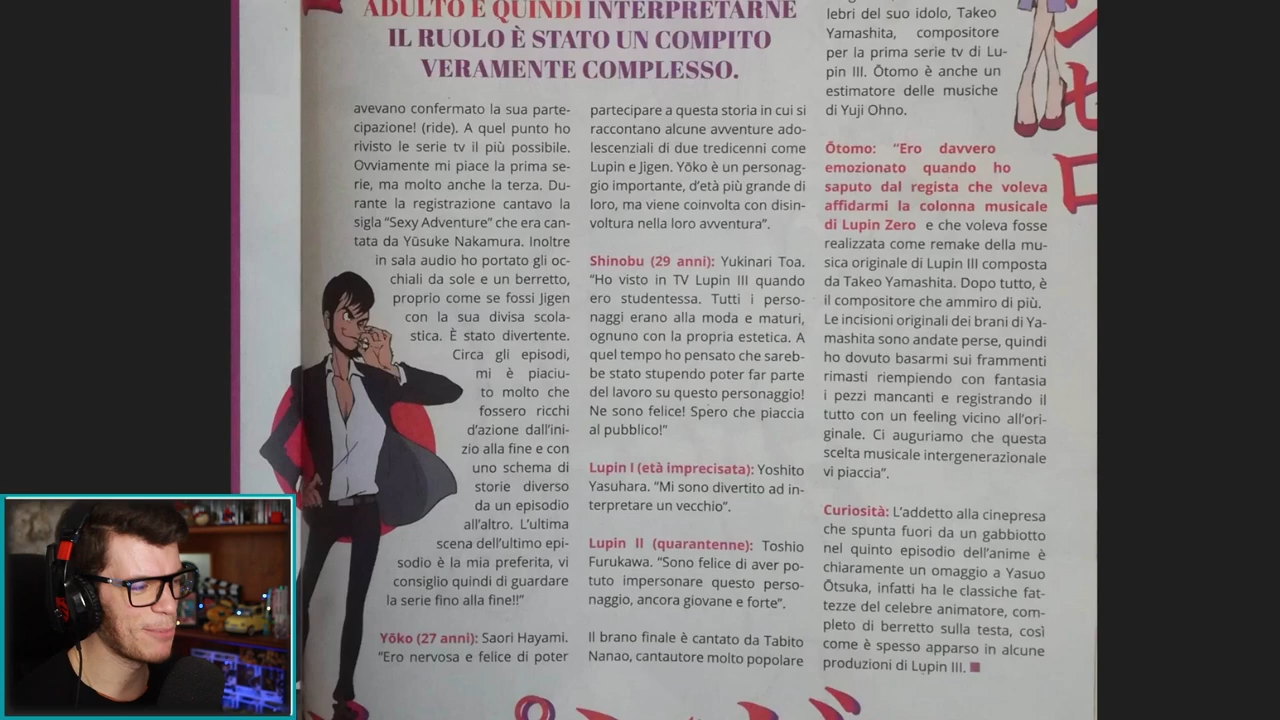 ADULTO E QUINDI INTERPRETARNE
IL RUOLO È STATO UN COMPITO
VERAMENTE COMPLESSO.
avevano confermato la sua parte-
cipazione! (ride). A quel punto ho
rivisto le serie tv il più possibile.
Ovviamente mi piace la prima se-
rie, ma molto anche la terza. Du-
rante la registrazione cantavo la
sigla “Sexy Adventure” che era can-
tata da Yūsuke Nakamura. Inoltre
in sala audio ho portato gli oc-
chiali da sole e un berretto,
proprio come se fossi Jigen
con la sua divisa scola-
stica. È stato divertente.
Circa gli episodi,
mi è piaciu-
to molto che
fossero ricchi
d’azione dall’ini-
zio alla fine e con
uno schema di
storie diverso
da un episodio
all’altro. L’ultima
scena dell’ultimo epi-
sodio è la mia preferita, vi
consiglio quindi di guardare
la serie fino alla fine!!”
Yōko (27 anni): Saori Hayami.
“Ero nervosa e felice di poter
partecipare a questa storia in cui si
raccontano alcune avventure ado-
lescenziali di due tredicenni come
Lupin e Jigen. Yōko è un personag-
gio importante, d’età più grande di
loro, ma viene coinvolta con disin-
voltura nella loro avventura”.
Shinobu (29 anni): Yukinari Toa.
“Ho visto in TV Lupin III quando
ero studentessa. Tutti i perso-
naggi erano alla moda e maturi,
ognuno con la propria estetica. A
quel tempo ho pensato che sareb-
be stato stupendo poter far parte
del lavoro su questo personaggio!
Ne sono felice! Spero che piaccia
al pubblico!”
Lupin I (età imprecisata): Yoshito
Yasuhara. “Mi sono divertito ad in-
terpretare un vecchio”.
Lupin II (quarantenne): Toshio
Furukawa. “Sono felice di aver po-
tuto impersonare questo perso-
naggio, ancora giovane e forte”.
Il brano finale è cantato da Tabito
Nanao, cantautore molto popolare
lebri del suo idolo, Takeo
Yamashita, compositore
per la prima serie tv di Lu-
pin III. Ōtomo è anche un
estimatore delle musiche
di Yuji Ohno.
Ōtomo: “Ero davvero
emozionato quando ho
saputo dal regista che voleva
affidarmi la colonna musicale
di Lupin Zero e che voleva fosse
realizzata come remake della mu-
sica originale di Lupin III composta
da Takeo Yamashita. Dopo tutto, è
il compositore che ammiro di più.
Le incisioni originali dei brani di Ya-
mashita sono andate perse, quindi
ho dovuto basarmi sui frammenti
rimasti riempiendo con fantasia
i pezzi mancanti e registrando il
tutto con un feeling vicino all’ori-
ginale. Ci auguriamo che questa
scelta musicale intergenerazionale
vi piaccia”.
Curiosità: L’addetto alla cinepresa
che spunta fuori da un gabbiotto
nel quinto episodio dell’anime è
chiaramente un omaggio a Yasuo
Ōtsuka, infatti ha le classiche fat-
tezze del celebre animatore, com-
pleto di berretto sulla testa, così
come è spesso apparso in alcune
produzioni di Lupin III.
ゼロ